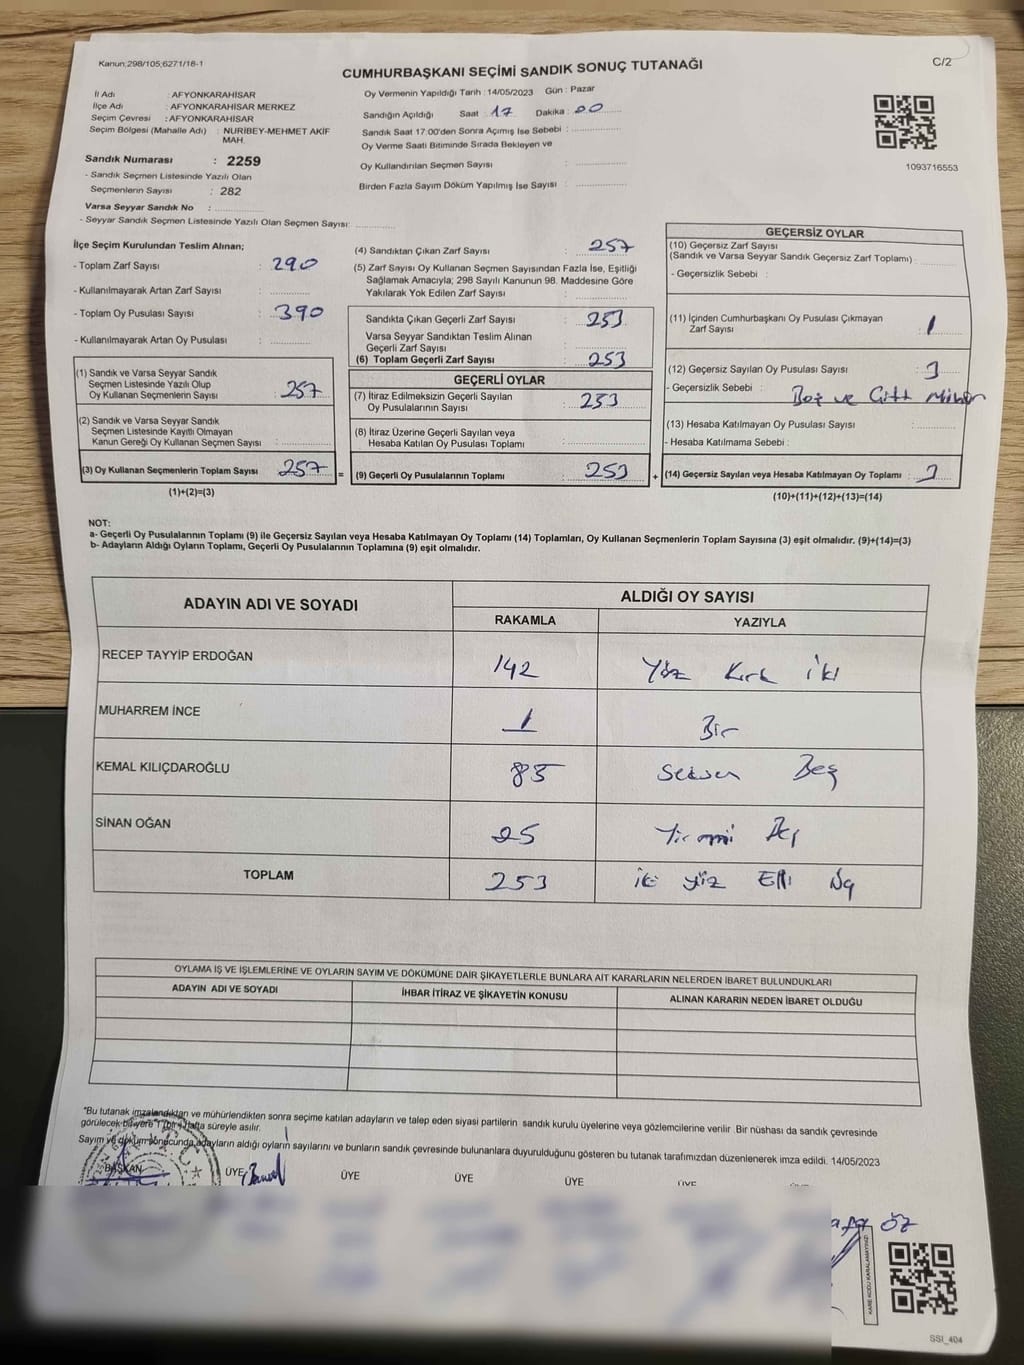 Kanun:298/105,6271/18-1
CUMHURBAŞKANI SEÇİMİ SANDIK SONUÇ TUTANAĞI
C/2
İl Adı : AFYONKARAHİSAR
İlçe Adı : AFYONKARAHİSAR MERKEZ
Seçim Çevresi : AFYONKARAHİSAR
Seçim Bölgesi (Mahalle Adı) : NURİBEY-MEHMET AKİF
MAH.
Sandık Numarası : 2259
- Sandık Seçmen Listesinde Yazılı Olan
Seçmenlerin Sayısı : 282
Varsa Seyyar Sandık No :
- Seyyar Sandık Seçmen Listesinde Yazılı Olan Seçmen Sayısı:
Oy Vermenin Yapıldığı Tarih : 14/05/2023 Gün : Pazar
Sandığın Açıldığı Saat : 17 Dakika : 00
Sandık Saat 17:00'den Sonra Açımış İse Sebebi :
Oy Verme Saati Bitiminde Sırada Bekleyen ve
Oy Kullandırılan Seçmen Sayısı :
Birden Fazla Sayım Döküm Yapılmış İse Sayısı :
1093716553
İlçe Seçim Kurulundan Teslim Alınan;
- Toplam Zarf Sayısı : 290
- Kullanılmayarak Artan Zarf Sayısı :
- Toplam Oy Pusulası Sayısı : 390
- Kullanılmayarak Artan Oy Pusulası :
(1) Sandık ve Varsa Seyyar Sandık
Seçmen Listesinde Yazılı Olup
Oy Kullanan Seçmenlerin Sayısı : 257
(2) Sandık ve Varsa Seyyar Sandık
Seçmen Listesinde Kayıtlı Olmayan
Kanun Gereği Oy Kullanan Seçmen Sayısı :
(3) Oy Kullanan Seçmenlerin Toplam Sayısı : 257
(1)+(2)=(3)
(4) Sandıktan Çıkan Zarf Sayısı : 257
(5) Zarf Sayısı Oy Kullanan Seçmen Sayısından Fazla İse, Eşitliği
Sağlamak Amacıyla; 298 Sayılı Kanunun 98. Maddesine Göre
Yakılarak Yok Edilen Zarf Sayısı :
Sandıkta Çıkan Geçerli Zarf Sayısı : 253
Varsa Seyyar Sandıktan Teslim Alınan
Geçerli Zarf Sayısı :
(6) Toplam Geçerli Zarf Sayısı : 253
GEÇERLİ OYLAR
(7) İtiraz Edilmeksizin Geçerli Sayılan
Oy Pusulalarının Sayısı : 253
(8) İtiraz Üzerine Geçerli Sayılan veya
Hesaba Katılan Oy Pusulası Toplamı :
= (9) Geçerli Oy Pusulalarının Toplamı : 253 +
GEÇERSİZ OYLAR
(10) Geçersiz Zarf Sayısı
(Sandık ve Varsa Seyyar Sandık Geçersiz Zarf Toplamı) :
- Geçersizlik Sebebi :
(11) İçinden Cumhurbaşkanı Oy Pusulası Çıkmayan
Zarf Sayısı : 1
(12) Geçersiz Sayılan Oy Pusulası Sayısı : 3
- Geçersizlik Sebebi : Boş ve Çift Mühür
(13) Hesaba Katılmayan Oy Pusulası Sayısı :
- Hesaba Katılmama Sebebi :
(14) Geçersiz Sayılan veya Hesaba Katılmayan Oy Toplamı :
(10)+(11)+(12)+(13)=(14)
NOT:
a- Geçerli Oy Pusulalarının Toplamı (9) ile Geçersiz Sayılan veya Hesaba Katılmayan Oy Toplamı (14) Toplamları, Oy Kullanan Seçmenlerin Toplam Sayısına (3) eşit olmalıdır. (9)+(14)=(3)
b- Adayların Aldığı Oyların Toplamı, Geçerli Oy Pusulalarının Toplamına (9) eşit olmalıdır.
ADAYIN ADI VE SOYADI
ALDIĞI OY SAYISI
RAKAMLA YAZIYLA
RECEP TAYYİP ERDOĞAN 142 Yüz Kırk İki
MUHARREM İNCE 1 Bir
KEMAL KILIÇDAROĞLU 85 Seksen Beş
SİNAN OĞAN 25 Yirmi Beş
TOPLAM 253 İki yüz Elli Üç
OYLAMA İŞ VE İŞLEMLERİNE VE OYLARIN SAYIM VE DÖKÜMÜNE DAİR ŞİKAYETLERLE BUNLARA AİT KARARLARIN NELERDEN İBARET BULUNDUKLARI
ADAYIN ADI VE SOYADI İHBAR İTİRAZ VE ŞİKAYETİN KONUSU ALINAN KARARIN NEDEN İBARET OLDUĞU
*Bu tutanak imzalandıktan ve mühürlendikten sonra seçime katılan adayların ve talep eden siyasi partilerin sandık kurulu üyelerine veya gözlemcilerine verilir. Bir nüshası da sandık çevresinde
görülecek bir yere 1 (bir) Hafta süreyle asılır.
Sayım ve döküm sonucunda adayların aldığı oyların sayılarını ve bunların sandık çevresinde bulunanlara duyurulduğunu gösteren bu tutanak tarafımızdan düzenlenerek imza edildi. 14/05/2023
BAŞKAN ÜYE ÜYE ÜYE ÜYE ÜYE
ÖZ
KARE KODU KARALAMAYINIZ!
SSI_404